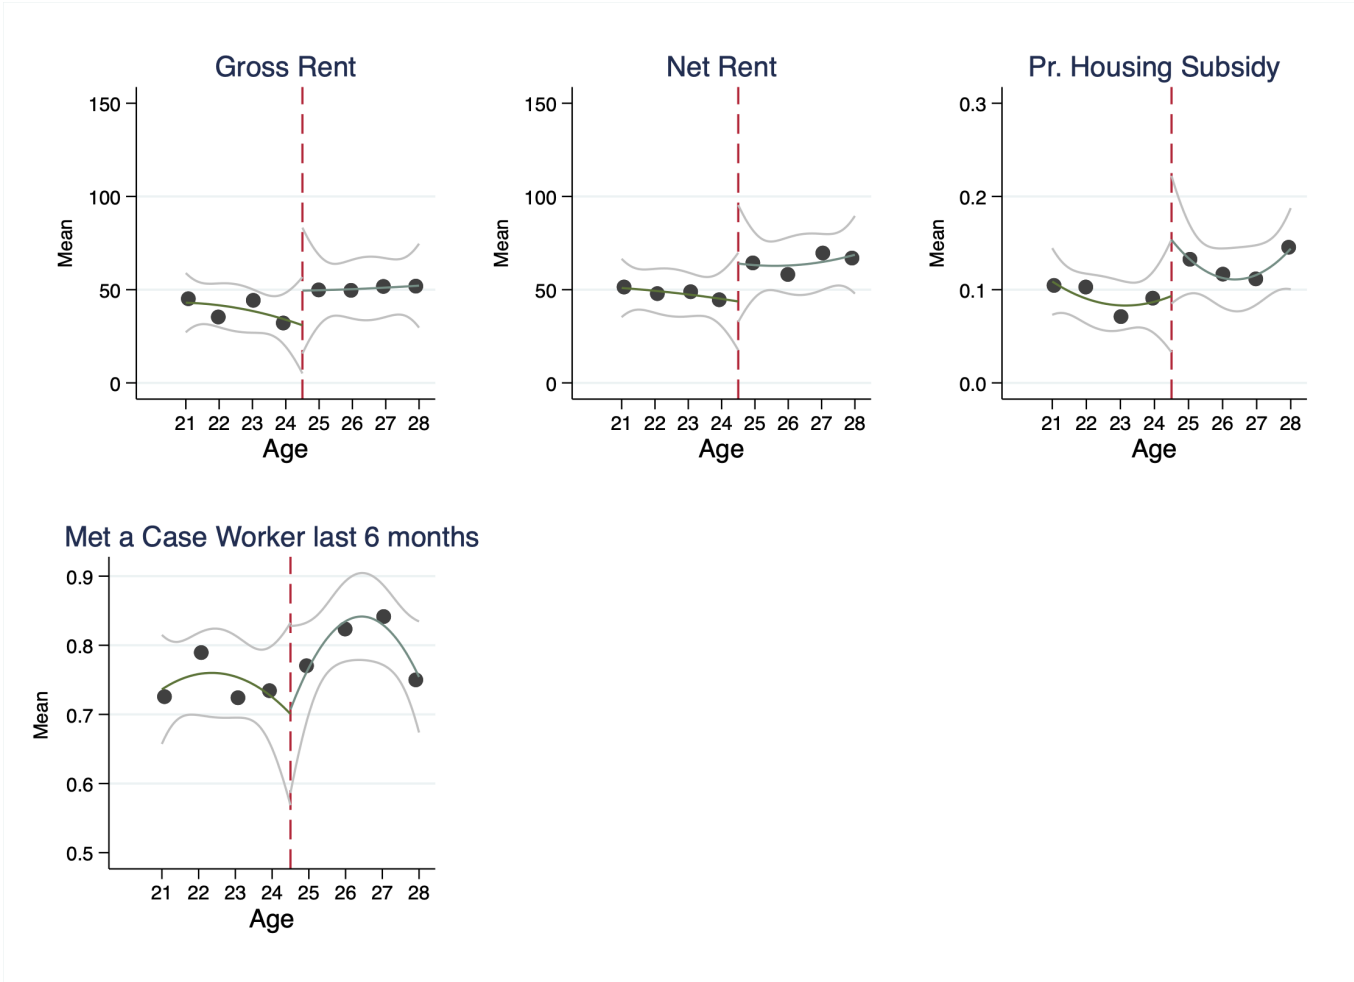 Gross Rent
150
100
50
0
Mean
21 22 23 24 25 26 27 28
Age
Net Rent
150
100
50
0
Mean
21 22 23 24 25 26 27 28
Age
Pr. Housing Subsidy
0.3
0.2
0.1
0.0
Mean
21 22 23 24 25 26 27 28
Age
Met a Case Worker last 6 months
0.9
0.8
0.7
0.6
0.5
Mean
21 22 23 24 25 26 27 28
Age